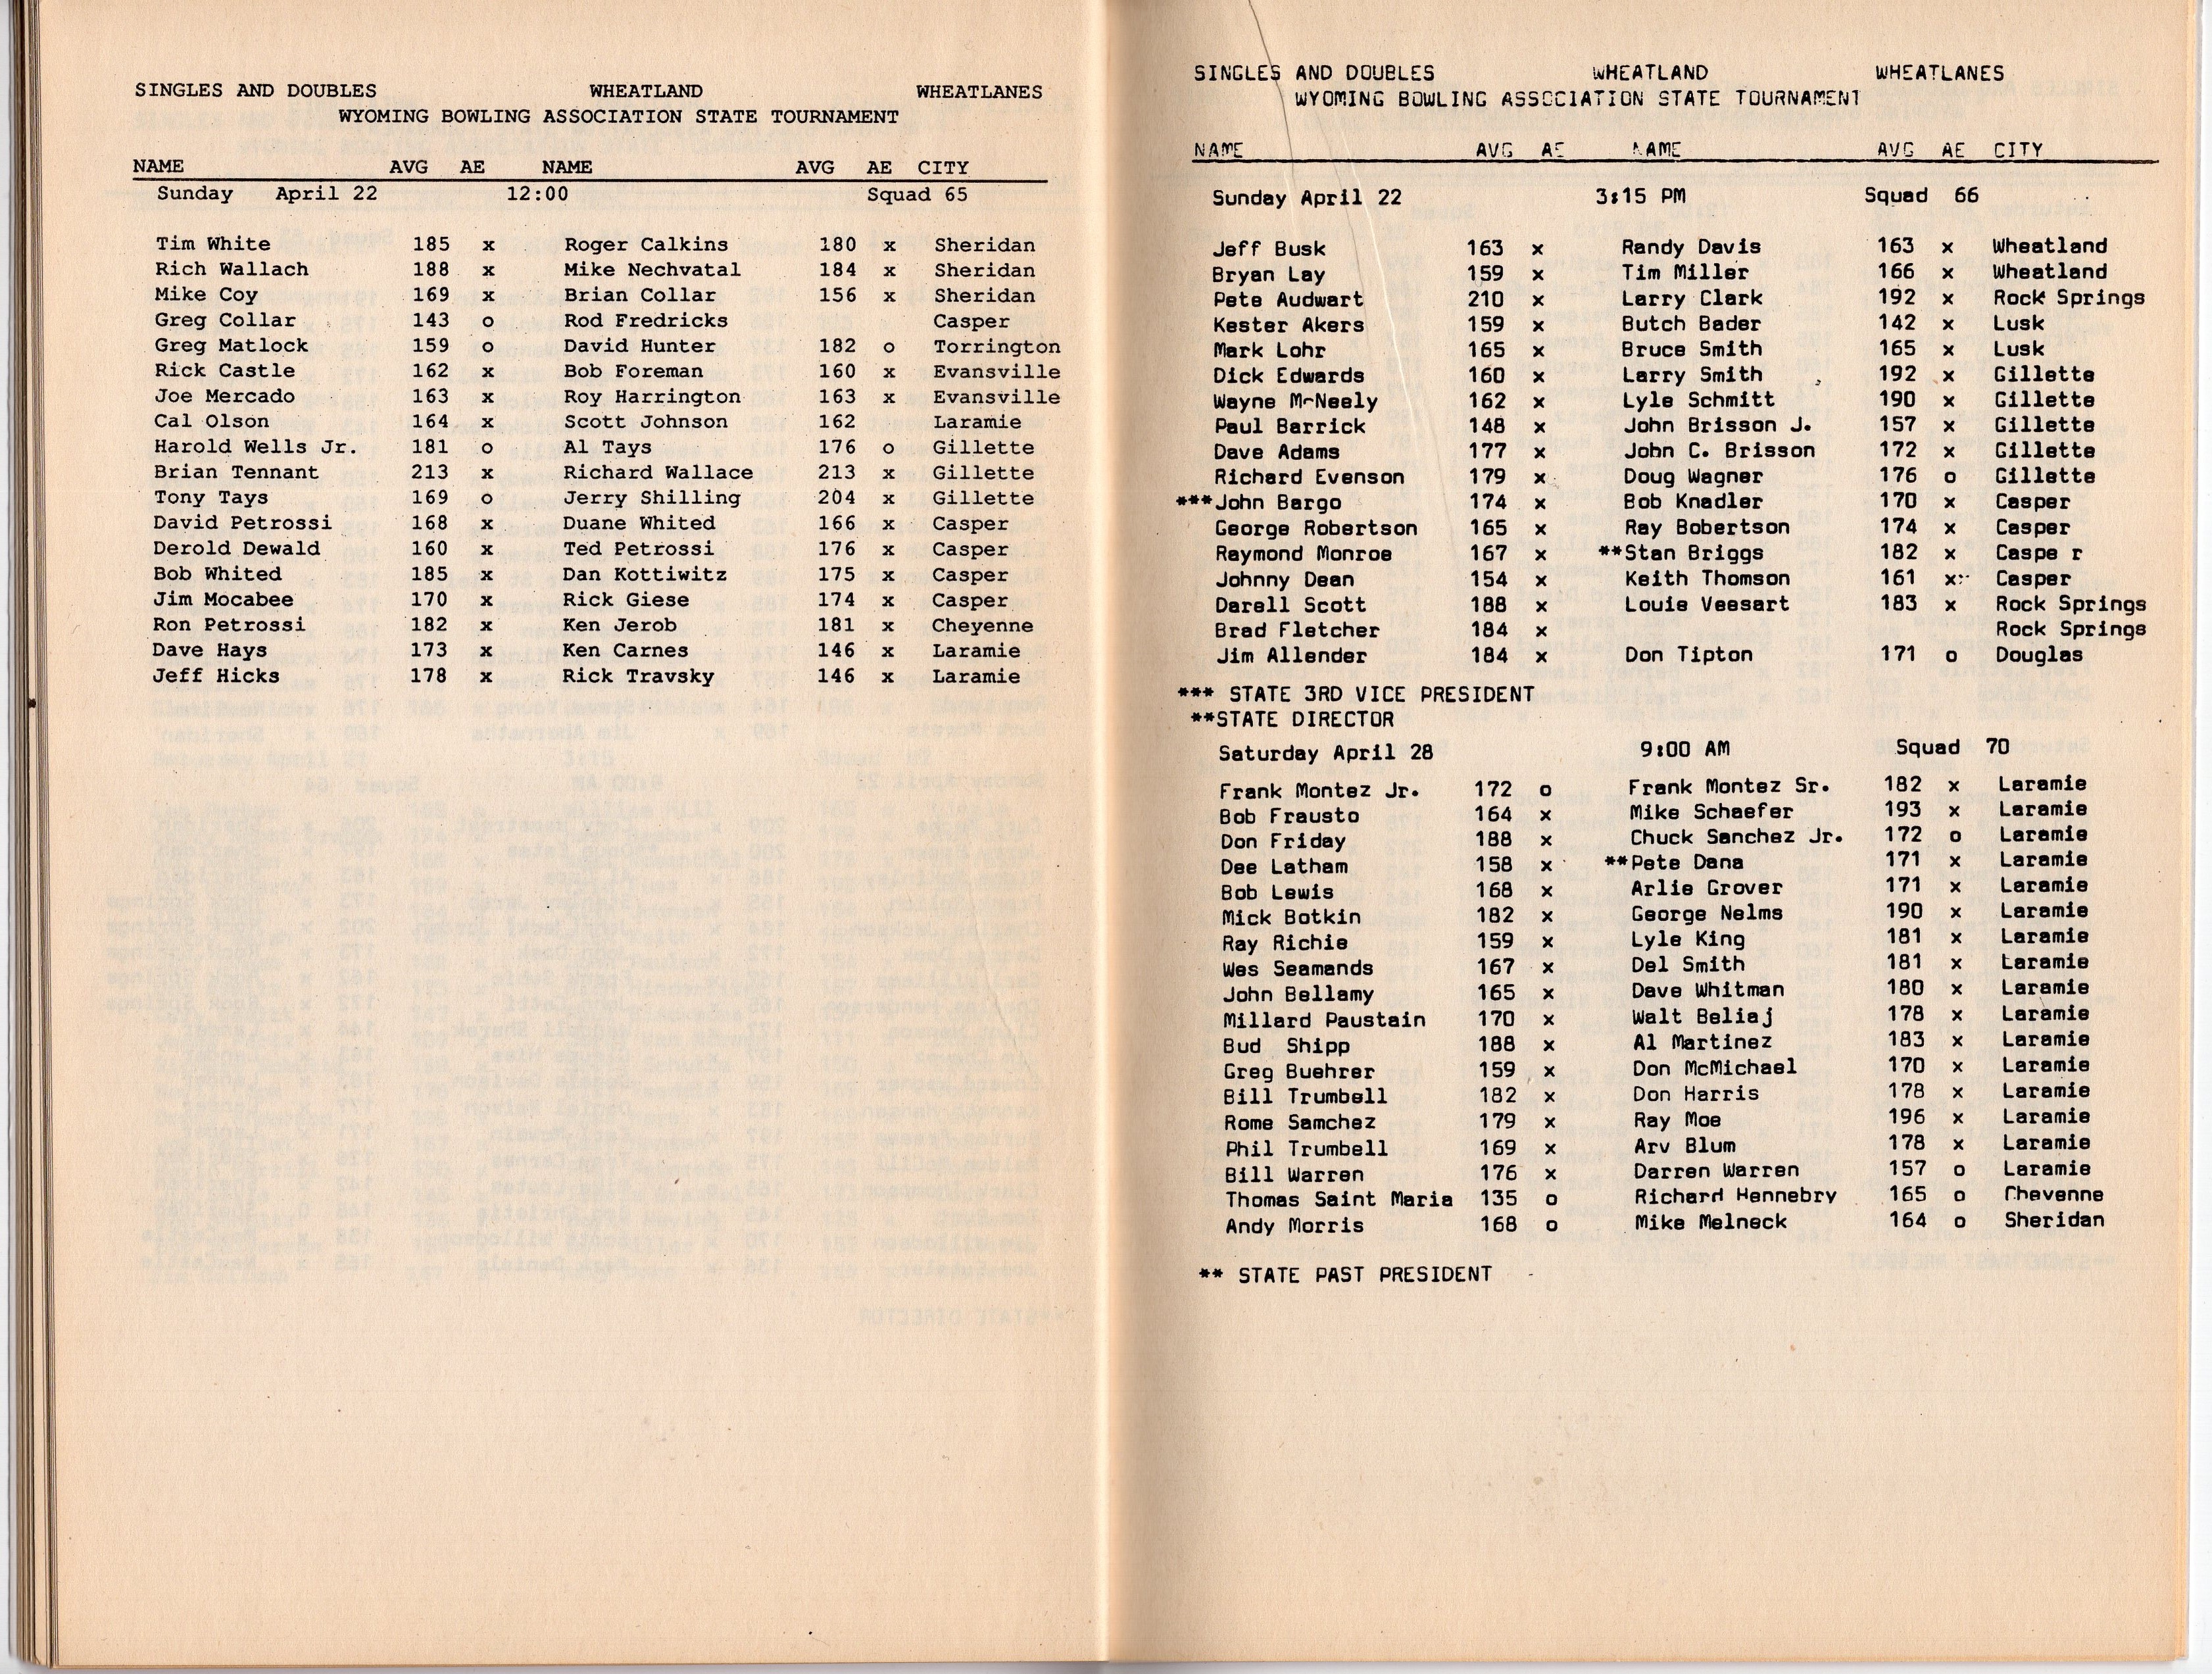 SINGLES AND DOUBLES WHEATLAND WHEATLANES
WYOMING BOWLING ASSOCIATION STATE TOURNAMENT
NAME AVG AE NAME AVG AE CITY
Sunday April 22 12:00 Squad 65
Tim White 185 x Roger Calkins 180 x Sheridan
Rich Wallach 188 x Mike Nechvatal 184 x Sheridan
Mike Coy 169 x Brian Collar 156 x Sheridan
Greg Collar 143 o Rod Fredricks Casper
Greg Matlock 159 o David Hunter 182 o Torrington
Rick Castle 162 x Bob Foreman 160 x Evansville
Joe Mercado 163 x Roy Harrington 163 x Evansville
Cal Olson 164 x Scott Johnson 162 Laramie
Harold Wells Jr. 181 o Al Tays 176 o Gillette
Brian Tennant 213 x Richard Wallace 213 x Gillette
Tony Tays 169 o Jerry Shilling 204 x Gillette
David Petrossi 168 x Duane Whited 166 x Casper
Derold Dewald 160 x Ted Petrossi 176 x Casper
Bob Whited 185 x Dan Kottiwitz 175 x Casper
Jim Mocabee 170 x Rick Giese 174 x Casper
Ron Petrossi 182 x Ken Jerob 181 x Cheyenne
Dave Hays 173 x Ken Carnes 146 x Laramie
Jeff Hicks 178 x Rick Travsky 146 x Laramie
SINGLES AND DOUBLES WHEATLAND WHEATLANES
WYOMING BOWLING ASSOCIATION STATE TOURNAMENT
NAME AVG AE NAME AVG AE CITY
Sunday April 22 3:15 PM Squad 66
Jeff Busk 163 x Randy Davis 163 x Wheatland
Bryan Lay 159 x Tim Miller 166 x Wheatland
Pete Audwart 210 x Larry Clark 192 x Rock Springs
Kester Akers 159 x Butch Bader 142 x Lusk
Mark Lohr 165 x Bruce Smith 165 x Lusk
Dick Edwards 160 x Larry Smith 192 x Gillette
Wayne McNeely 162 x Lyle Schmitt 190 x Gillette
Paul Barrick 148 x John Brisson J. 157 x Gillette
Dave Adams 177 x John C. Brisson 172 x Gillette
Richard Evenson 179 x Doug Wagner 176 o Gillette
***John Bargo 174 x Bob Knadler 170 x Casper
George Robertson 165 x Ray Bobertson 174 x Casper
Raymond Monroe 167 x **Stan Briggs 182 x Caspe r
Johnny Dean 154 x Keith Thomson 161 x Casper
Darell Scott 188 x Louie Veesart 183 x Rock Springs
Brad Fletcher 184 x Rock Springs
Jim Allender 184 x Don Tipton 171 o Douglas
*** STATE 3RD VICE PRESIDENT
**STATE DIRECTOR
Saturday April 28 9:00 AM Squad 70
Frank Montez Jr. 172 o Frank Montez Sr. 182 x Laramie
Bob Frausto 164 x Mike Schaefer 193 x Laramie
Don Friday 188 x Chuck Sanchez Jr. 172 o Laramie
Dee Latham 158 x **Pete Dana 171 x Laramie
Bob Lewis 168 x Arlie Grover 171 x Laramie
Mick Botkin 182 x George Nelms 190 x Laramie
Ray Richie 159 x Lyle King 181 x Laramie
Wes Seamands 167 x Del Smith 181 x Laramie
John Bellamy 165 x Dave Whitman 180 x Laramie
Millard Paustain 170 x Walt Beliaj 178 x Laramie
Bud Shipp 188 x Al Martinez 183 x Laramie
Greg Buehrer 159 x Don McMichael 170 x Laramie
Bill Trumbell 182 x Don Harris 178 x Laramie
Rome Samchez 179 x Ray Moe 196 x Laramie
Phil Trumbell 169 x Arv Blum 178 x Laramie
Bill Warren 176 x Darren Warren 157 o Laramie
Thomas Saint Maria 135 o Richard Hennebry 165 o Cheyenne
Andy Morris 168 o Mike Melneck 164 o Sheridan
** STATE PAST PRESIDENT